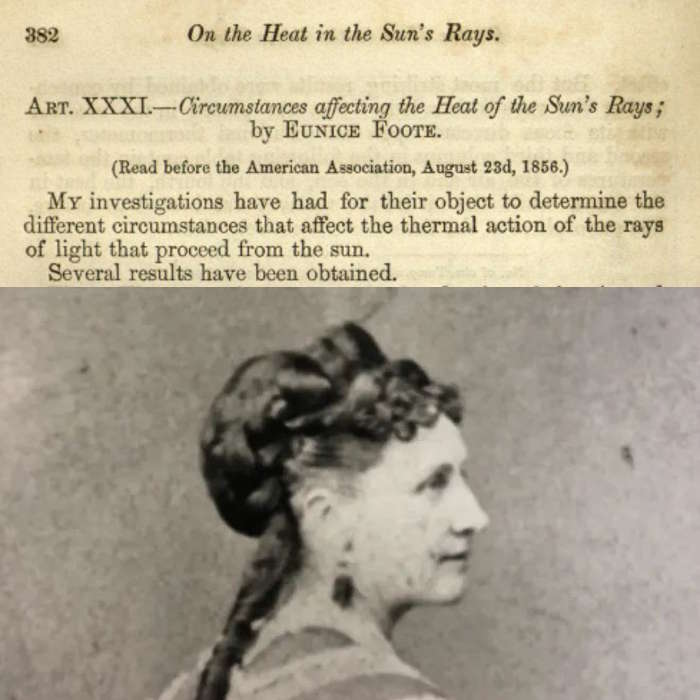 382 On the Heat in the Sun's Rays.
ART. XXXI.—Circumstances affecting the Heat of the Sun's Rays;
by EUNICE FOOTE.
(Read before the American Association, August 23d, 1856.)
MY investigations have had for their object to determine the
different circumstances that affect the thermal action of the rays
of light that proceed from the sun.
Several results have been obtained.